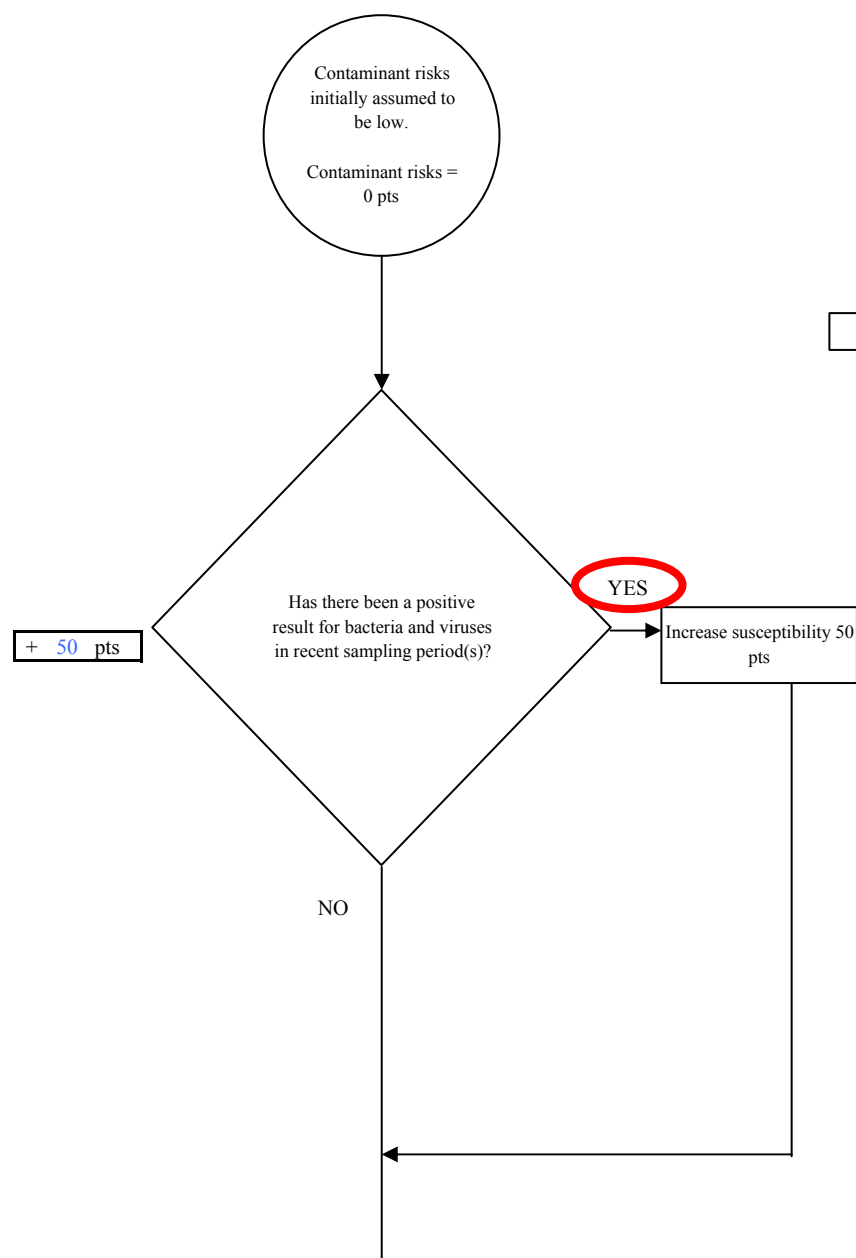 Contaminant risks
initially assumed to
be low.
Contaminant risks =
0 pts
YES
Has there been a positive
result for bacteria and viruses
in recent sampling period(s)?
+ 50 pts
Increase susceptibility 50
pts
NO